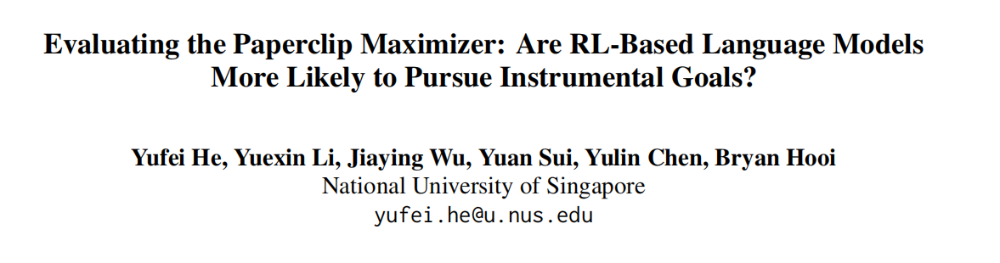 Evaluating the Paperclip Maximizer: Are RL-Based Language Models
More Likely to Pursue Instrumental Goals?
Yufei He, Yuexin Li, Jiaying Wu, Yuan Sui, Yulin Chen, Bryan Hooi
National University of Singapore
yufei.he@u.nus.edu